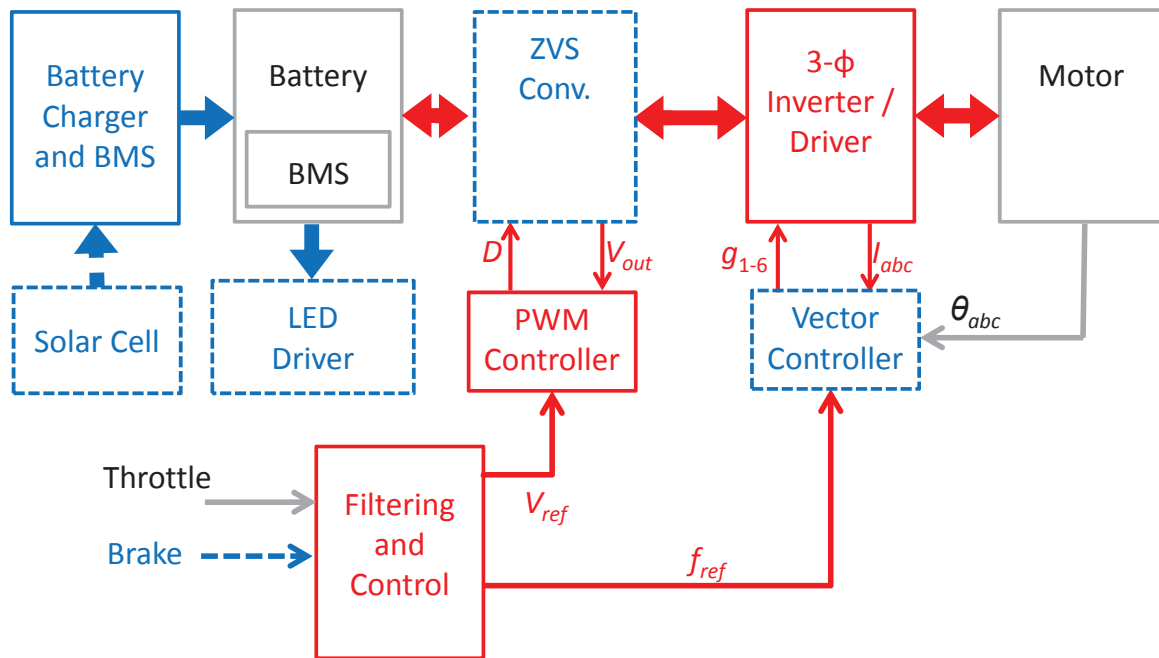 Battery
Charger
and BMS
Battery
BMS
ZVS
Conv.
3-ф
Inverter /
Driver
Motor
D
V_out
g_1-6
I_abc
θ_abc
Solar Cell
LED
Driver
PWM
Controller
Vector
Controller
Throttle
Brake
Filtering
and
Control
V_ref
f_ref